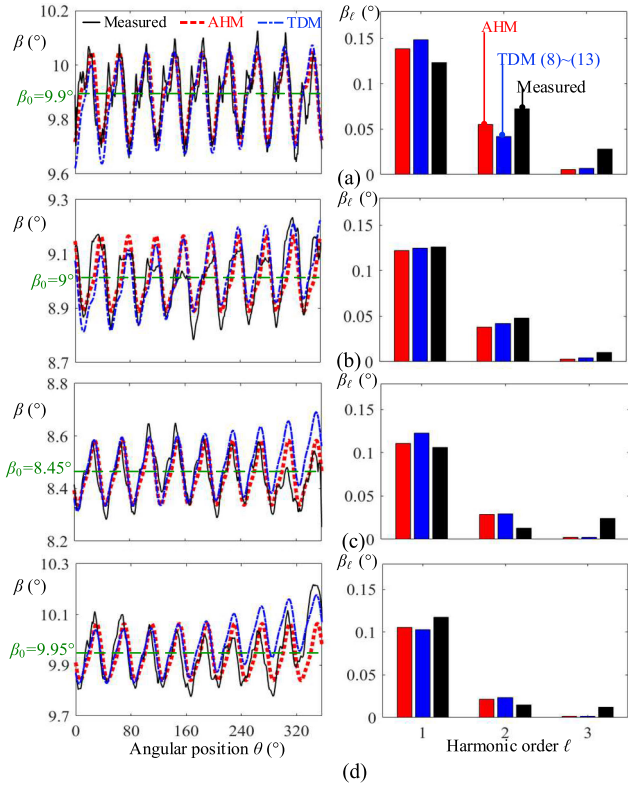 Measured AHM TDM
β (°)
10
9.8
9.6
β₀=9.9°
βℓ (°)
0.15
0.1
0.05
0
AHM
TDM (8)~(13)
Measured
(a)
β (°)
9.3
9.1
8.9
8.7
β₀=9°
βℓ (°)
0.15
0.1
0.05
0
(b)
β (°)
8.6
8.4
8.2
β₀=8.45°
βℓ (°)
0.15
0.1
0.05
0
(c)
β (°)
10.3
10.1
9.9
9.7
β₀=9.95°
0 80 160 240 320
Angular position θ (°)
βℓ (°)
0.15
0.1
0.05
0
1 2 3
Harmonic order ℓ
(d)